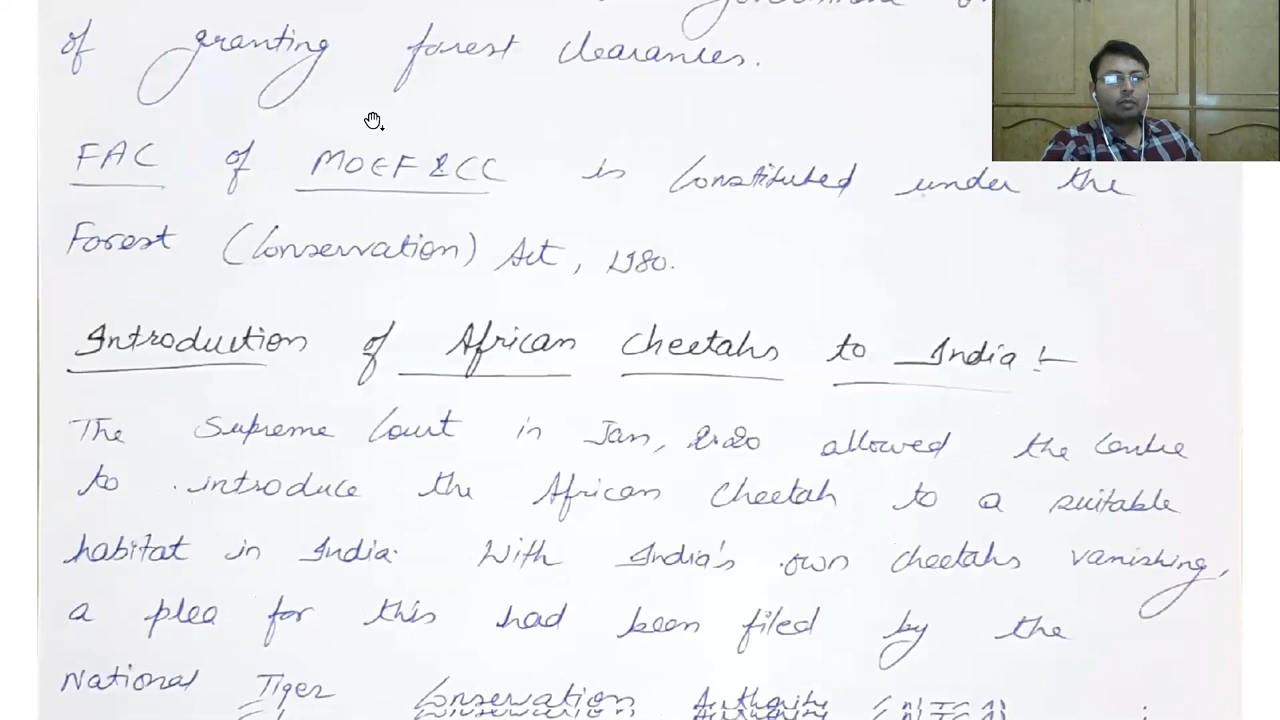 of granting forest clearances.
FAC of MOEF&CC is constituted under the
Forest (Conservation) Act, 1980.
Introduction of African Cheetahs to India :-
The Supreme Court in Jan, 2020 allowed the Centre
to introduce the African Cheetah to a suitable
habitat in India. With India's own cheetahs vanishing,
a plea for this had been filed by the
National Tiger Conservation Authority (NTCA)